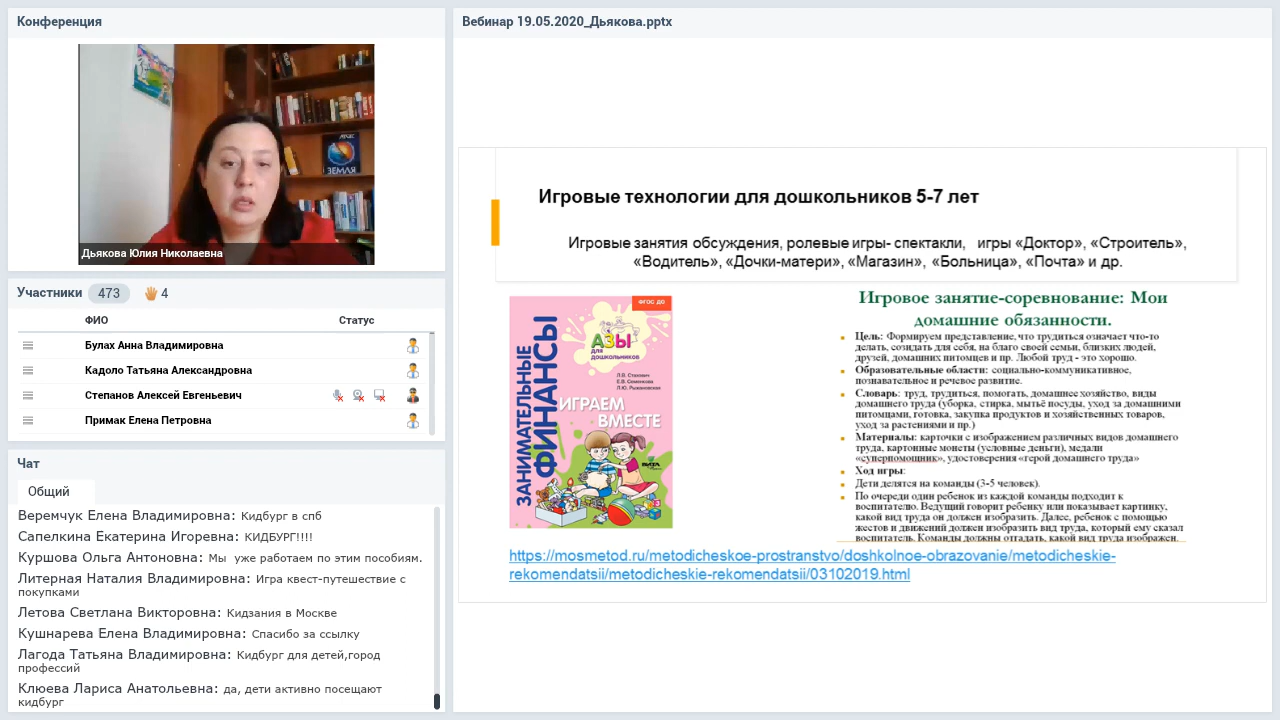 Конференция
ЗЕМЛЯ
Дьякова Юлия Николаевна
Участники 473 4
ФИО Статус
Булах Анна Владимировна
Кадоло Татьяна Александровна
Степанов Алексей Евгеньевич
Примак Елена Петровна
Чат
Общий
Веремчук Елена Владимировна: Кидбург в спб
Сапелкина Екатерина Игоревна: КИДБУРГ!!!!
Куршова Ольга Антоновна: Мы уже работаем по этим пособиям.
Литерная Наталия Владимировна: Игра квест-путешествие с
покупками
Летова Светлана Викторовна: Кидзания в Москве
Кушнарева Елена Владимировна: Спасибо за ссылку
Лагода Татьяна Владимировна: Кидбург для детей,город
профессий
Клюева Лариса Анатольевна: да, дети активно посещают
кидбург
Вебинар 19.05.2020_Дьякова.pptx
Игровые технологии для дошкольников 5-7 лет
Игровые занятия обсуждения, ролевые игры- спектакли, игры «Доктор», «Строитель»,
«Водитель», «Дочки-матери», «Магазин», «Больница», «Почта» и др.
ФГОС ДО
ЗАНИМАТЕЛЬНЫЕ
ФИНАНСЫ
АЗЫ
для
дошкольников
Л.В. Стахович
Е.В. Семенкова
Л.Ю. Рыжановская
ИГРАЕМ
ВМЕСТЕ
ВИТА
Игровое занятие-соревнование: Мои
домашние обязанности.
Цель: Формируем представление, что трудиться означает что-то
делать, созидать для себя, на благо своей семьи, близких людей,
друзей, домашних питомцев и пр. Любой труд - это хорошо.
Образовательные области: социально-коммуникативное,
познавательное и речевое развитие.
Словарь: труд, трудиться, помогать, домашнее хозяйство, виды
домашнего труда (уборка, стирка, мытьё посуды, уход за домашними
питомцами, готовка, закупка продуктов и хозяйственных товаров,
уход за растениями и пр.)
Материалы: карточки с изображением различных видов домашнего
труда, картонные монеты (условные деньги), медали
«суперпомощник», удостоверения «герой домашнего труда»
Ход игры:
Дети делятся на команды (3-5 человек).
По очереди один ребенок из каждой команды подходит к
воспитателю. Ведущий говорит ребенку или показывает картинку,
какой вид труда он должен изобразить. Далее, ребенок с помощью
жестов и движений должен изобразить вид труда, который ему сказал
воспитатель. Команды должны отгадать, какой вид труда изображен.
https://mosmetod.ru/metodicheskoe-prostranstvo/doshkolnoe-obrazovanie/metodicheskie-
rekomendatsii/metodicheskie-rekomendatsii/03102019.html